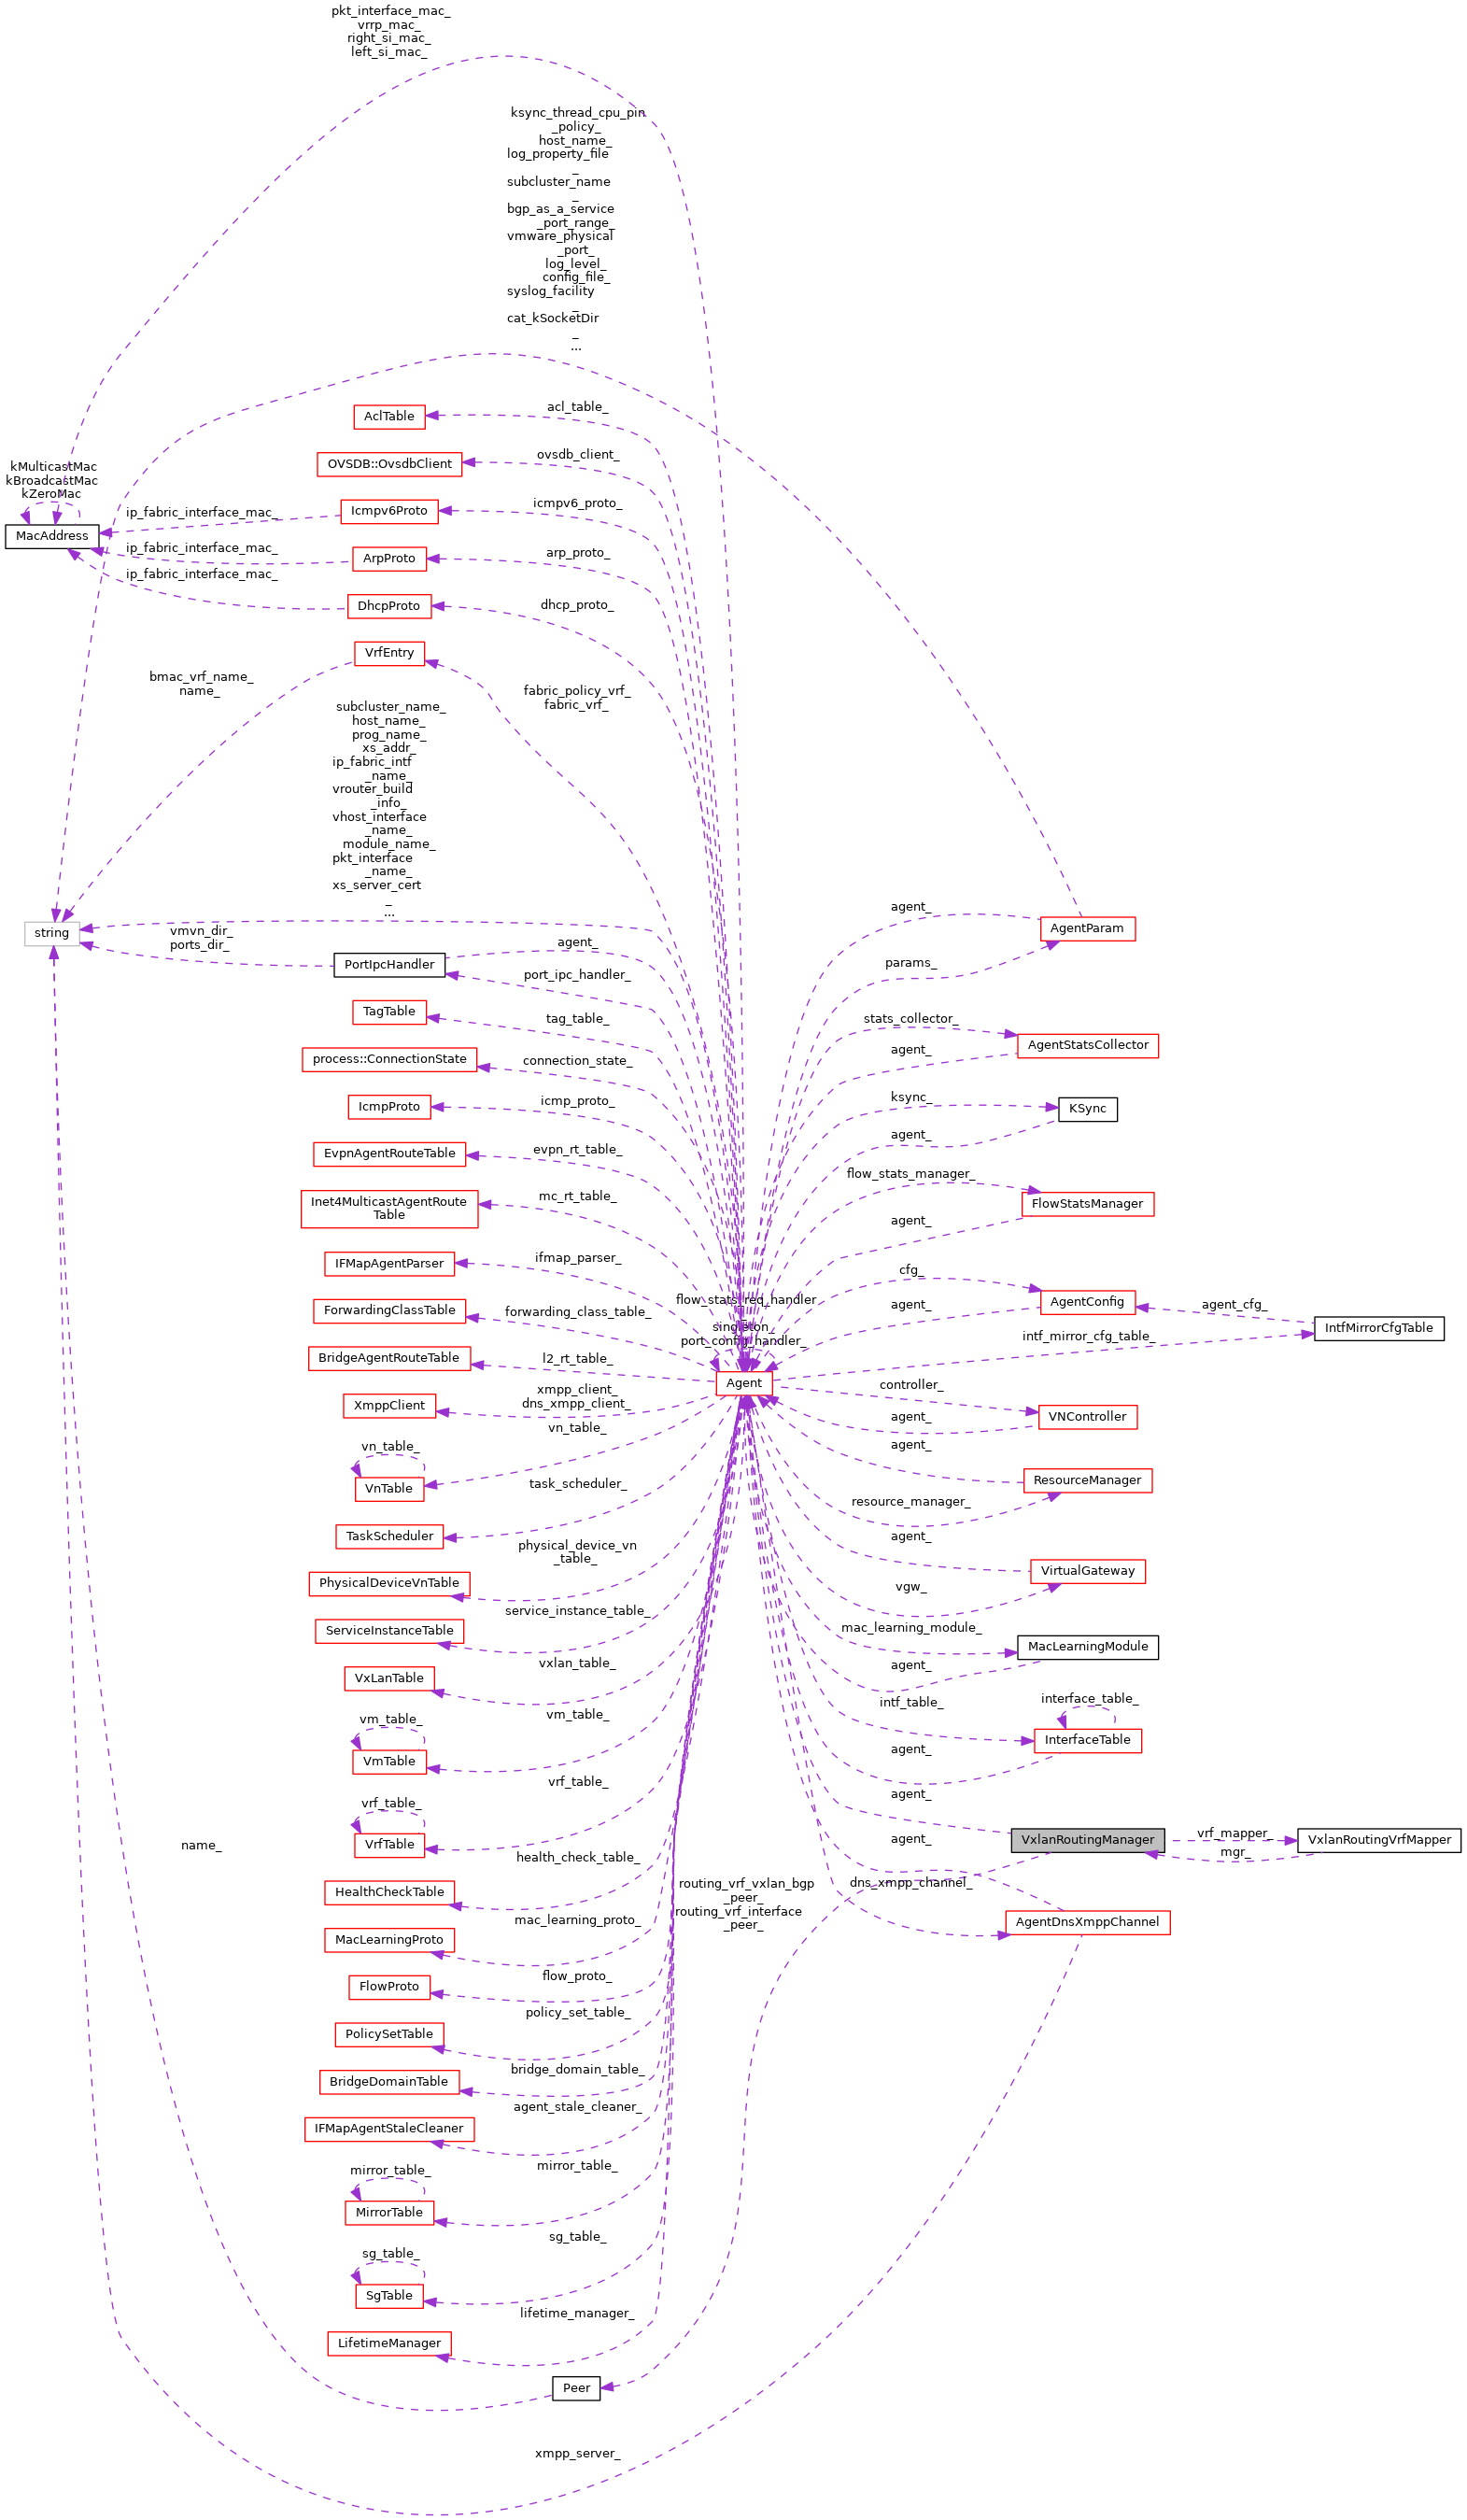 pkt_interface_mac_
vrrp_mac_
right_si_mac_
left_si_mac_
ksync_thread_cpu_pin
_policy_
host_name_
log_property_file
_
subcluster_name
_
bgp_as_a_service
_port_range_
vmware_physical
_port_
log_level_
config_file_
syslog_facility
_
cat_kSocketDir
_
...
AclTable
acl_table_
OVSDB::OvsdbClient
ovsdb_client_
kMulticastMac
kBroadcastMac
kZeroMac
MacAddress
ip_fabric_interface_mac_
Icmpv6Proto
icmpv6_proto_
ip_fabric_interface_mac_
ArpProto
arp_proto_
ip_fabric_interface_mac_
DhcpProto
dhcp_proto_
VrfEntry
bmac_vrf_name_
name_
fabric_policy_vrf_
fabric_vrf_
subcluster_name_
host_name_
prog_name_
xs_addr_
ip_fabric_intf
_name_
vrouter_build
_info_
vhost_interface
_name_
module_name_
pkt_interface
_name_
xs_server_cert
_
...
string
vmvn_dir_
ports_dir_
PortIpcHandler
agent_
port_ipc_handler_
TagTable
tag_table_
process::ConnectionState
connection_state_
IcmpProto
icmp_proto_
EvpnAgentRouteTable
evpn_rt_table_
Inet4MulticastAgentRoute
Table
mc_rt_table_
IFMapAgentParser
ifmap_parser_
ForwardingClassTable
forwarding_class_table_
BridgeAgentRouteTable
l2_rt_table_
XmppClient
xmpp_client_
dns_xmpp_client_
vn_table_
vn_table_
VnTable
TaskScheduler
task_scheduler_
PhysicalDeviceVnTable
physical_device_vn
_table_
ServiceInstanceTable
service_instance_table_
VxLanTable
vxlan_table_
vm_table_
VmTable
vm_table_
vrf_table_
VrfTable
vrf_table_
HealthCheckTable
health_check_table_
MacLearningProto
mac_learning_proto_
FlowProto
flow_proto_
PolicySetTable
policy_set_table_
BridgeDomainTable
bridge_domain_table_
IFMapAgentStaleCleaner
agent_stale_cleaner_
mirror_table_
MirrorTable
mirror_table_
sg_table_
SgTable
sg_table_
LifetimeManager
lifetime_manager_
Peer
name_
xmpp_server_
flow_stats_req_handler
_
singleton_
port_config_handler_
Agent
agent_
AgentParam
params_
stats_collector_
AgentStatsCollector
agent_
ksync_
KSync
agent_
flow_stats_manager_
FlowStatsManager
agent_
cfg_
AgentConfig
agent_
agent_cfg_
IntfMirrorCfgTable
intf_mirror_cfg_table_
controller_
VNController
agent_
agent_
ResourceManager
resource_manager_
agent_
VirtualGateway
vgw_
mac_learning_module_
MacLearningModule
agent_
intf_table_
interface_table_
InterfaceTable
agent_
agent_
VxlanRoutingManager
vrf_mapper_
mgr_
VxlanRoutingVrfMapper
agent_
dns_xmpp_channel_
AgentDnsXmppChannel
routing_vrf_vxlan_bgp
_peer_
routing_vrf_interface
_peer_